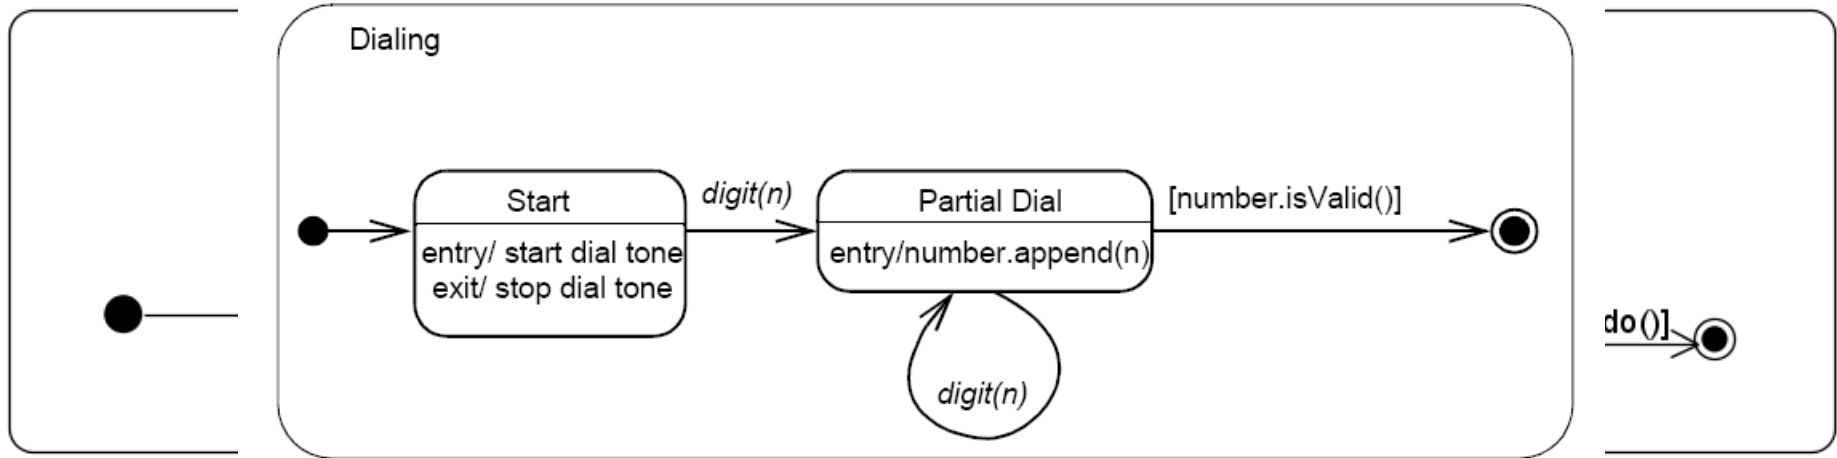 Dialing
Start
digit(n)
Partial Dial
[number.isValid()]
entry/ start dial tone
exit/ stop dial tone
entry/number.append(n)
do()]
digit(n)